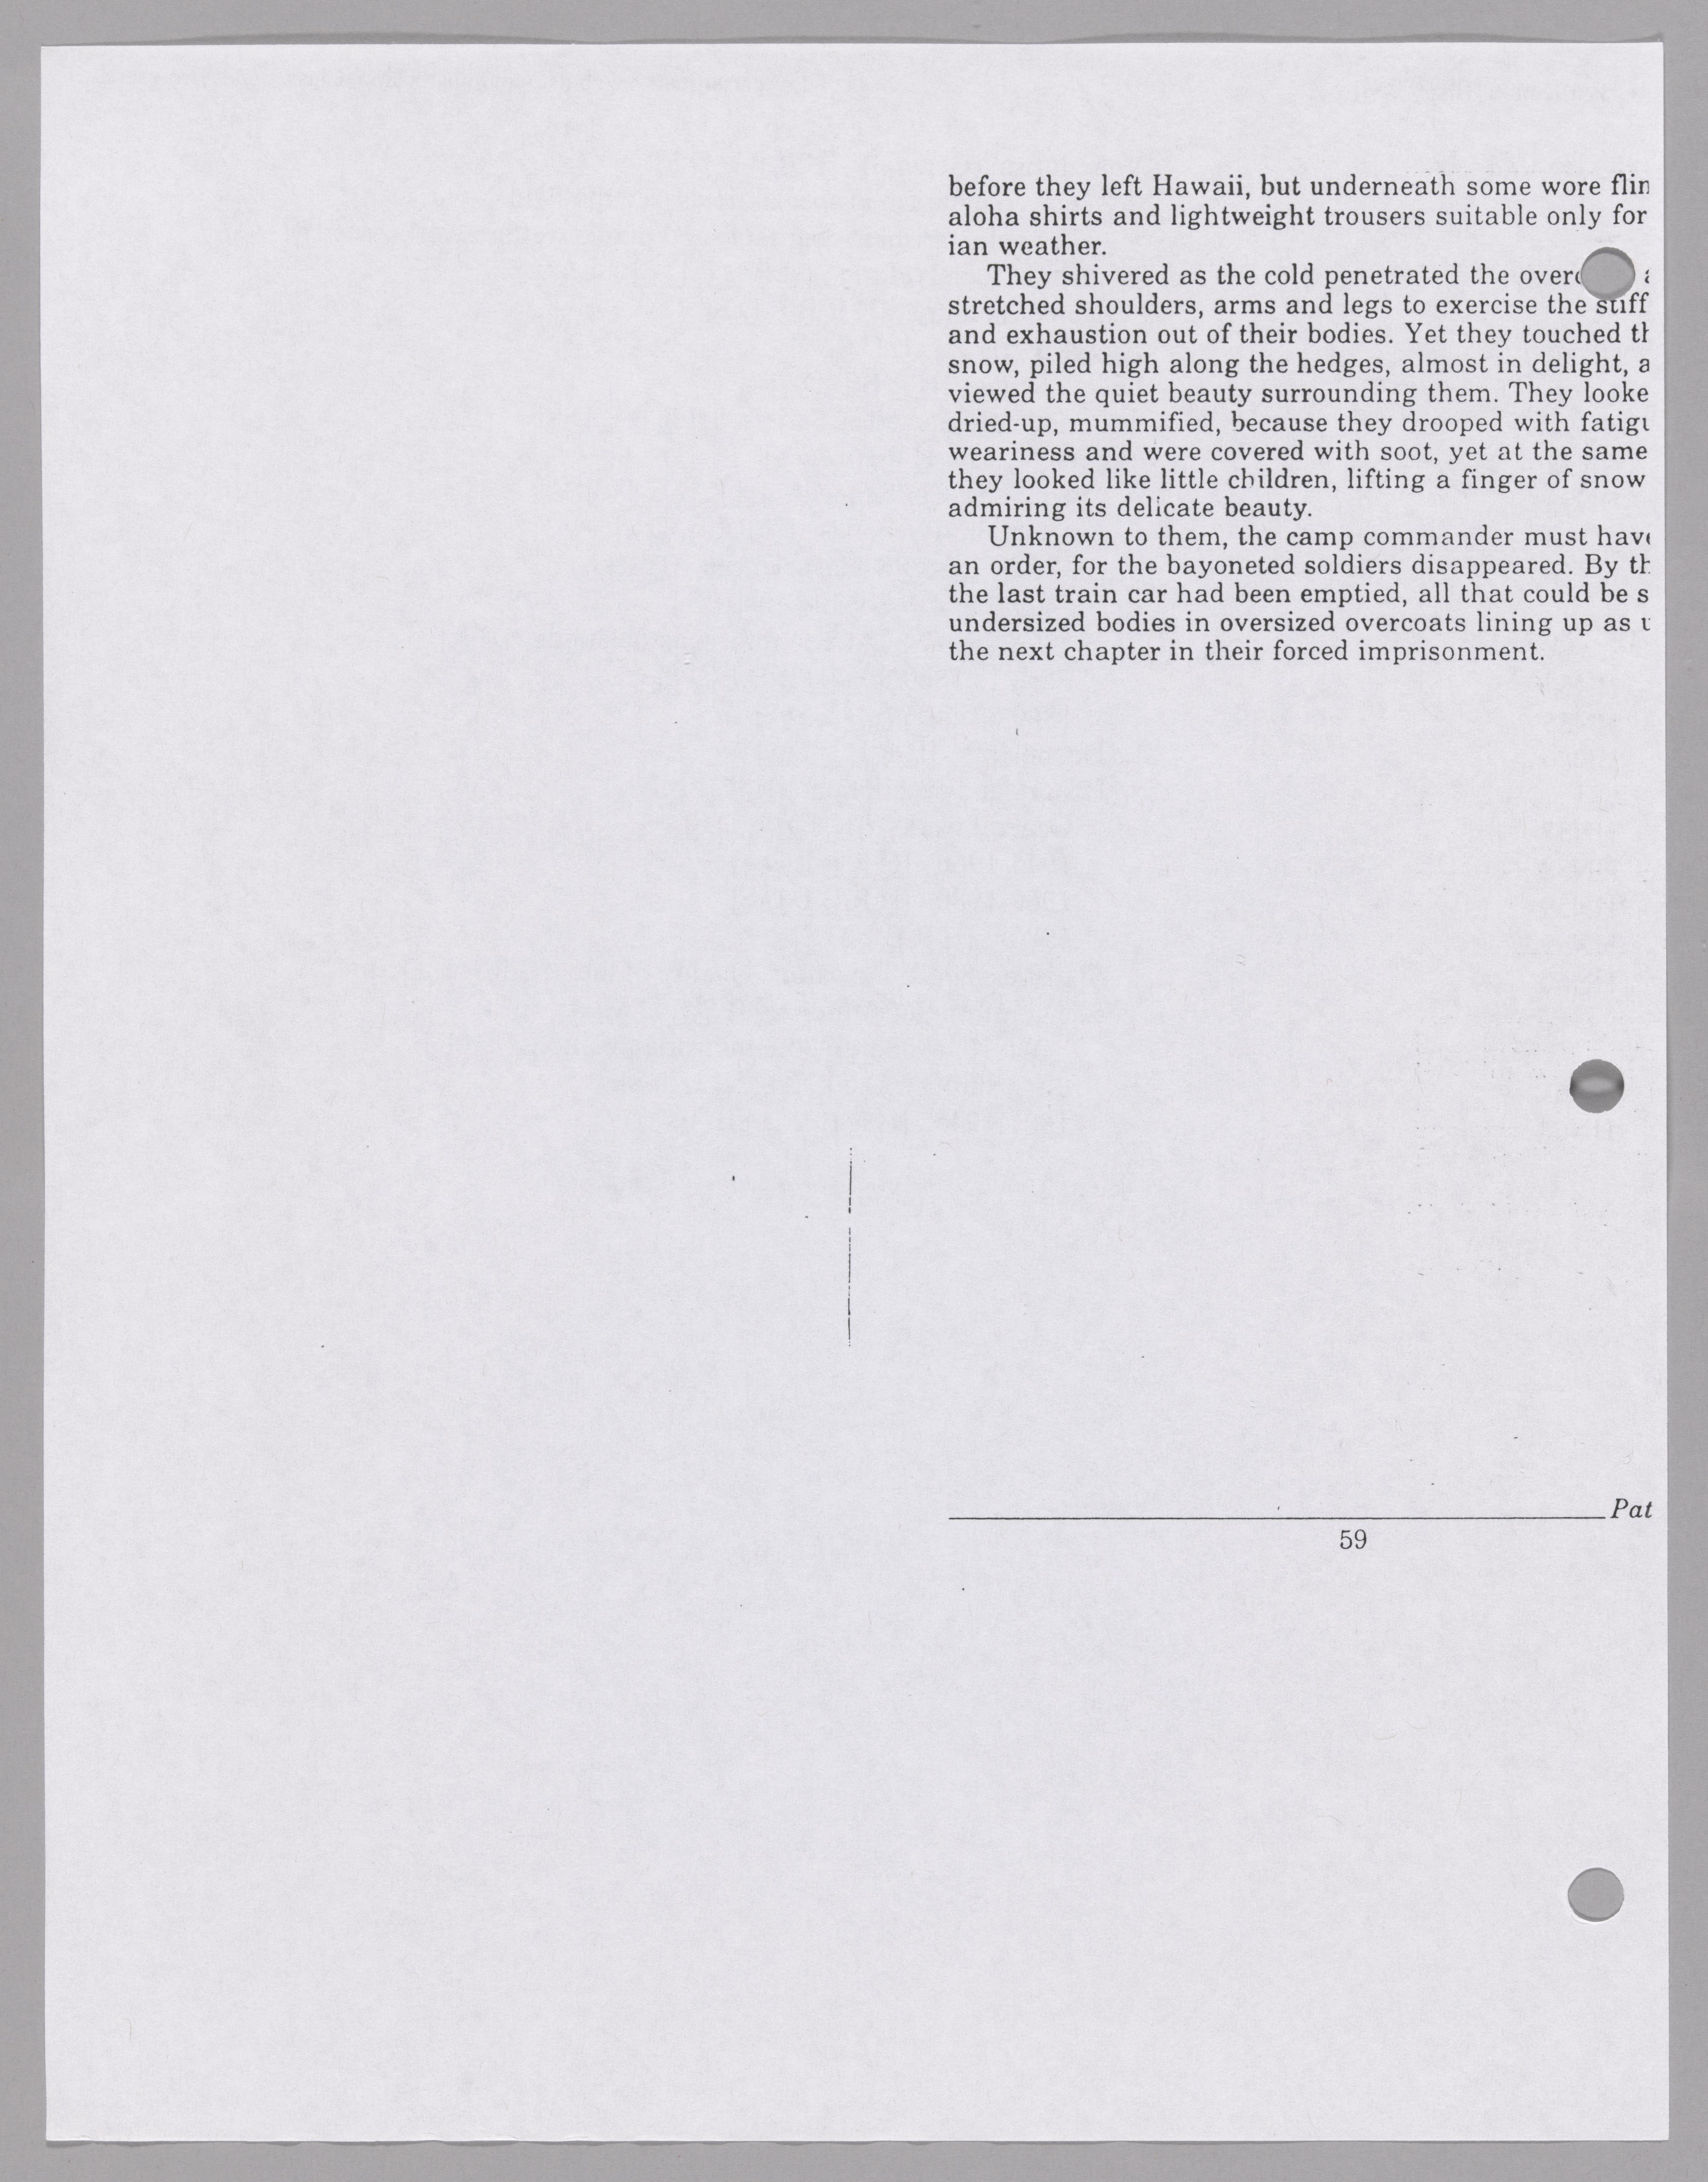 before they left Hawaii, but underneath some wore
aloha shirts and lightweight trousers suitable only for
ian weather.
They shivered as the cold penetrated the
stretched shoulders, arms and legs to exercise the stiff
and exhaustion out of their bodies. Yet they touched
snow, piled high along the hedges, almost in delight, a
viewed the quiet beauty surrounding them. They looke
dried-up, mummified, because they drooped with
weariness and were covered with soot, yet at the same
they looked like little children, lifting a finger of snow
admiring its delicate beauty.
Unknown to them, the camp commander must
an order, for the bayoneted soldiers disappeared. By
the last train car had been emptied, all that could be s
undersized bodies in oversized overcoats lining up as
the next chapter in their forced imprisonment.
Pat
59